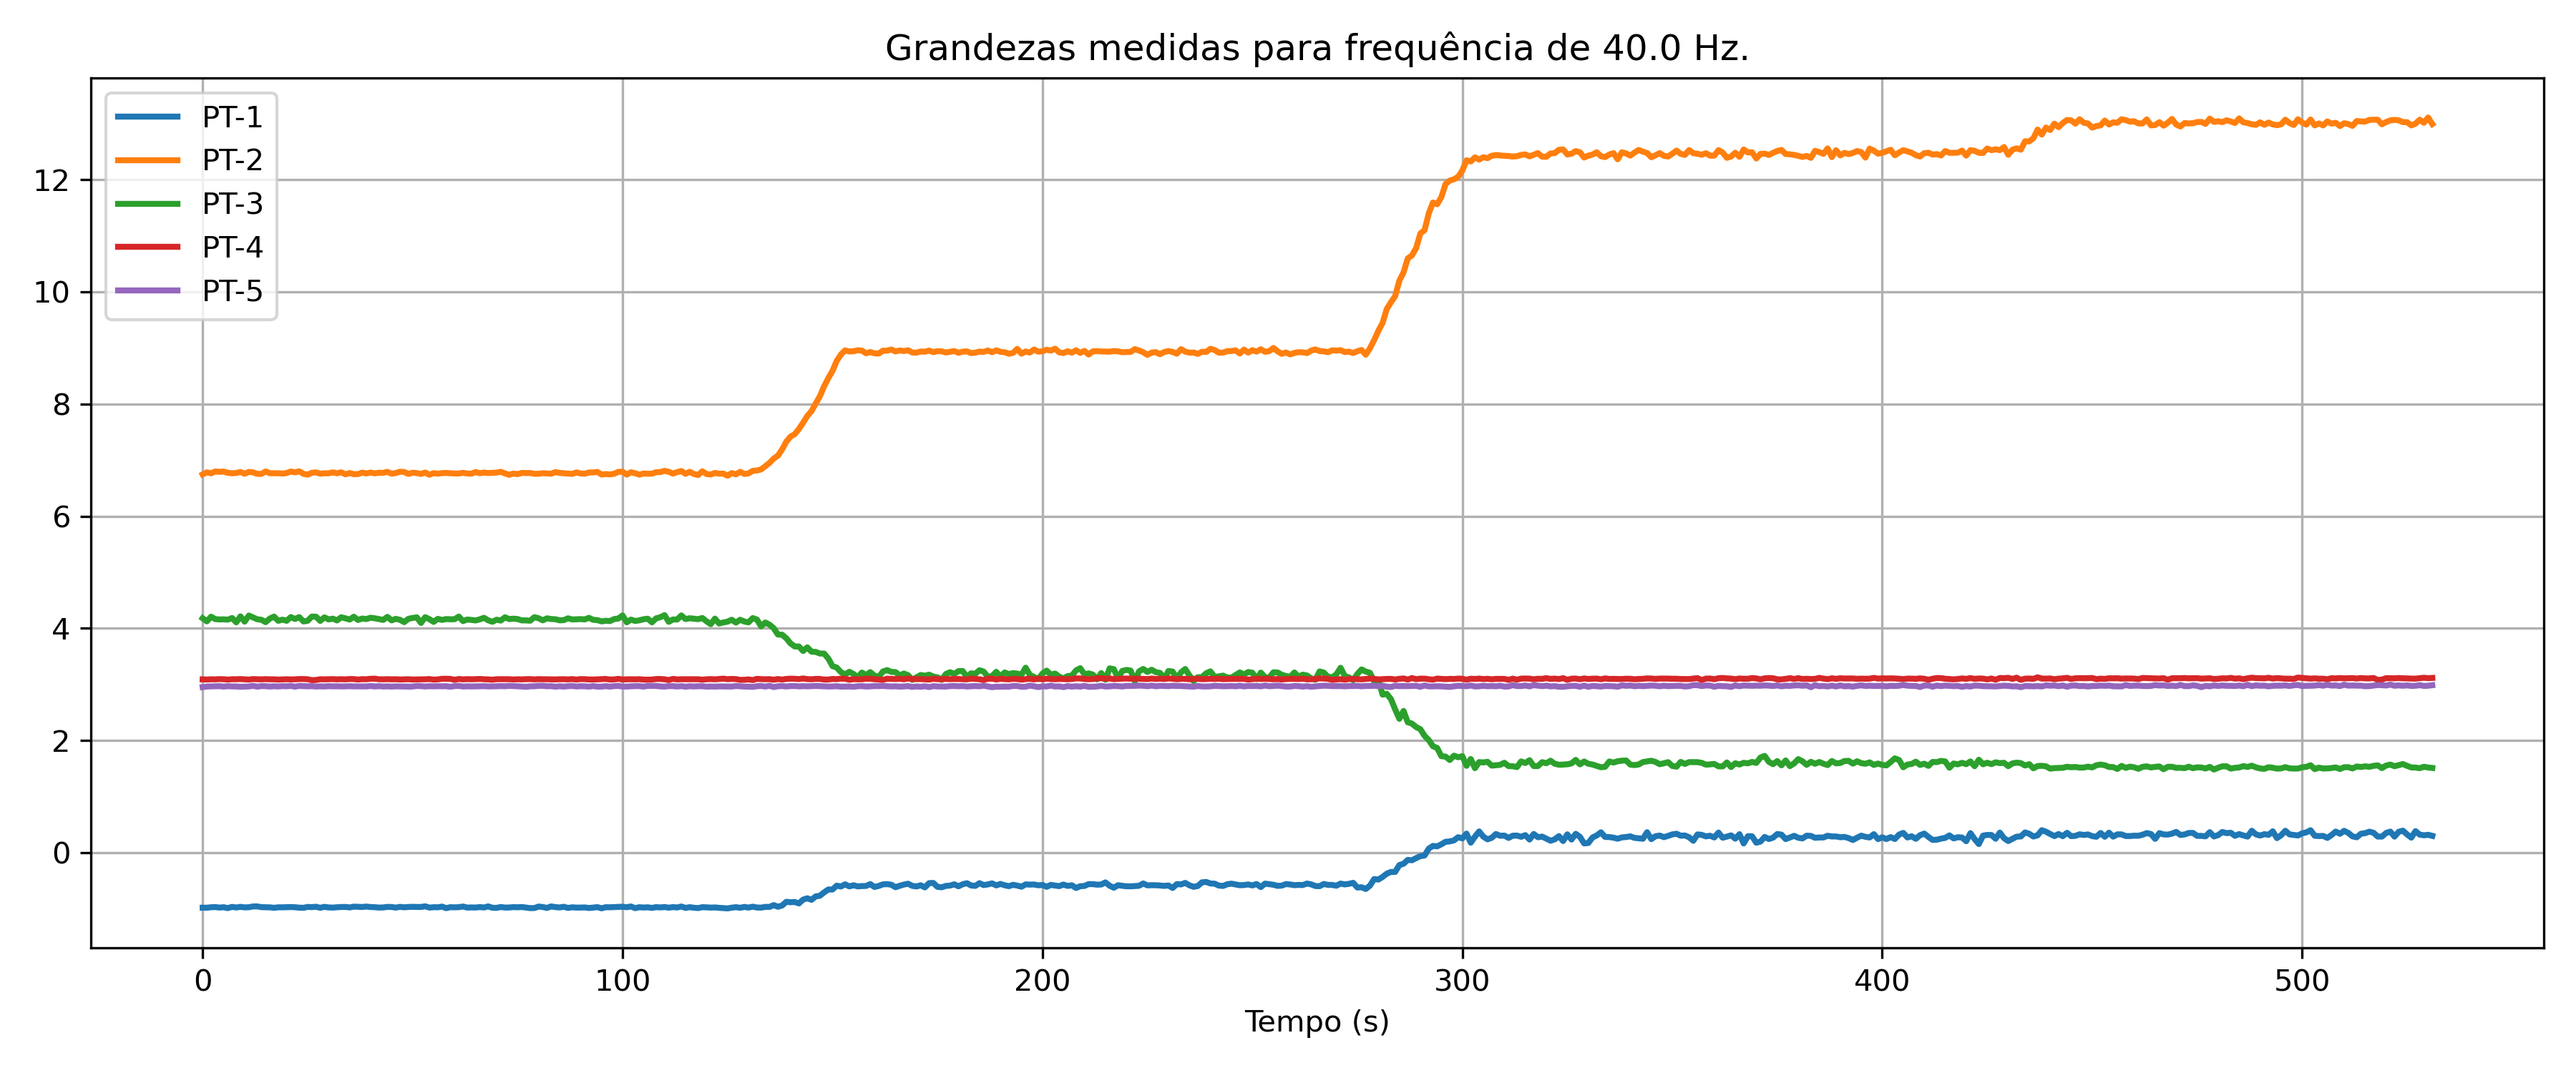 Grandezas medidas para frequência de 40.0 Hz.
PT-1
PT-2
PT-3
PT-4
PT-5
12
10
8
6
4
2
0
0 100 200 300 400 500
Tempo (s)